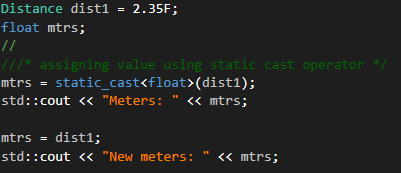 Distance dist1 = 2.35F;
float mtrs;
//
///* assigning value using static cast operator */
mtrs = static_cast<float>(dist1);
std::cout << "Meters: " << mtrs;
mtrs = dist1;
std::cout << "New meters: " << mtrs;